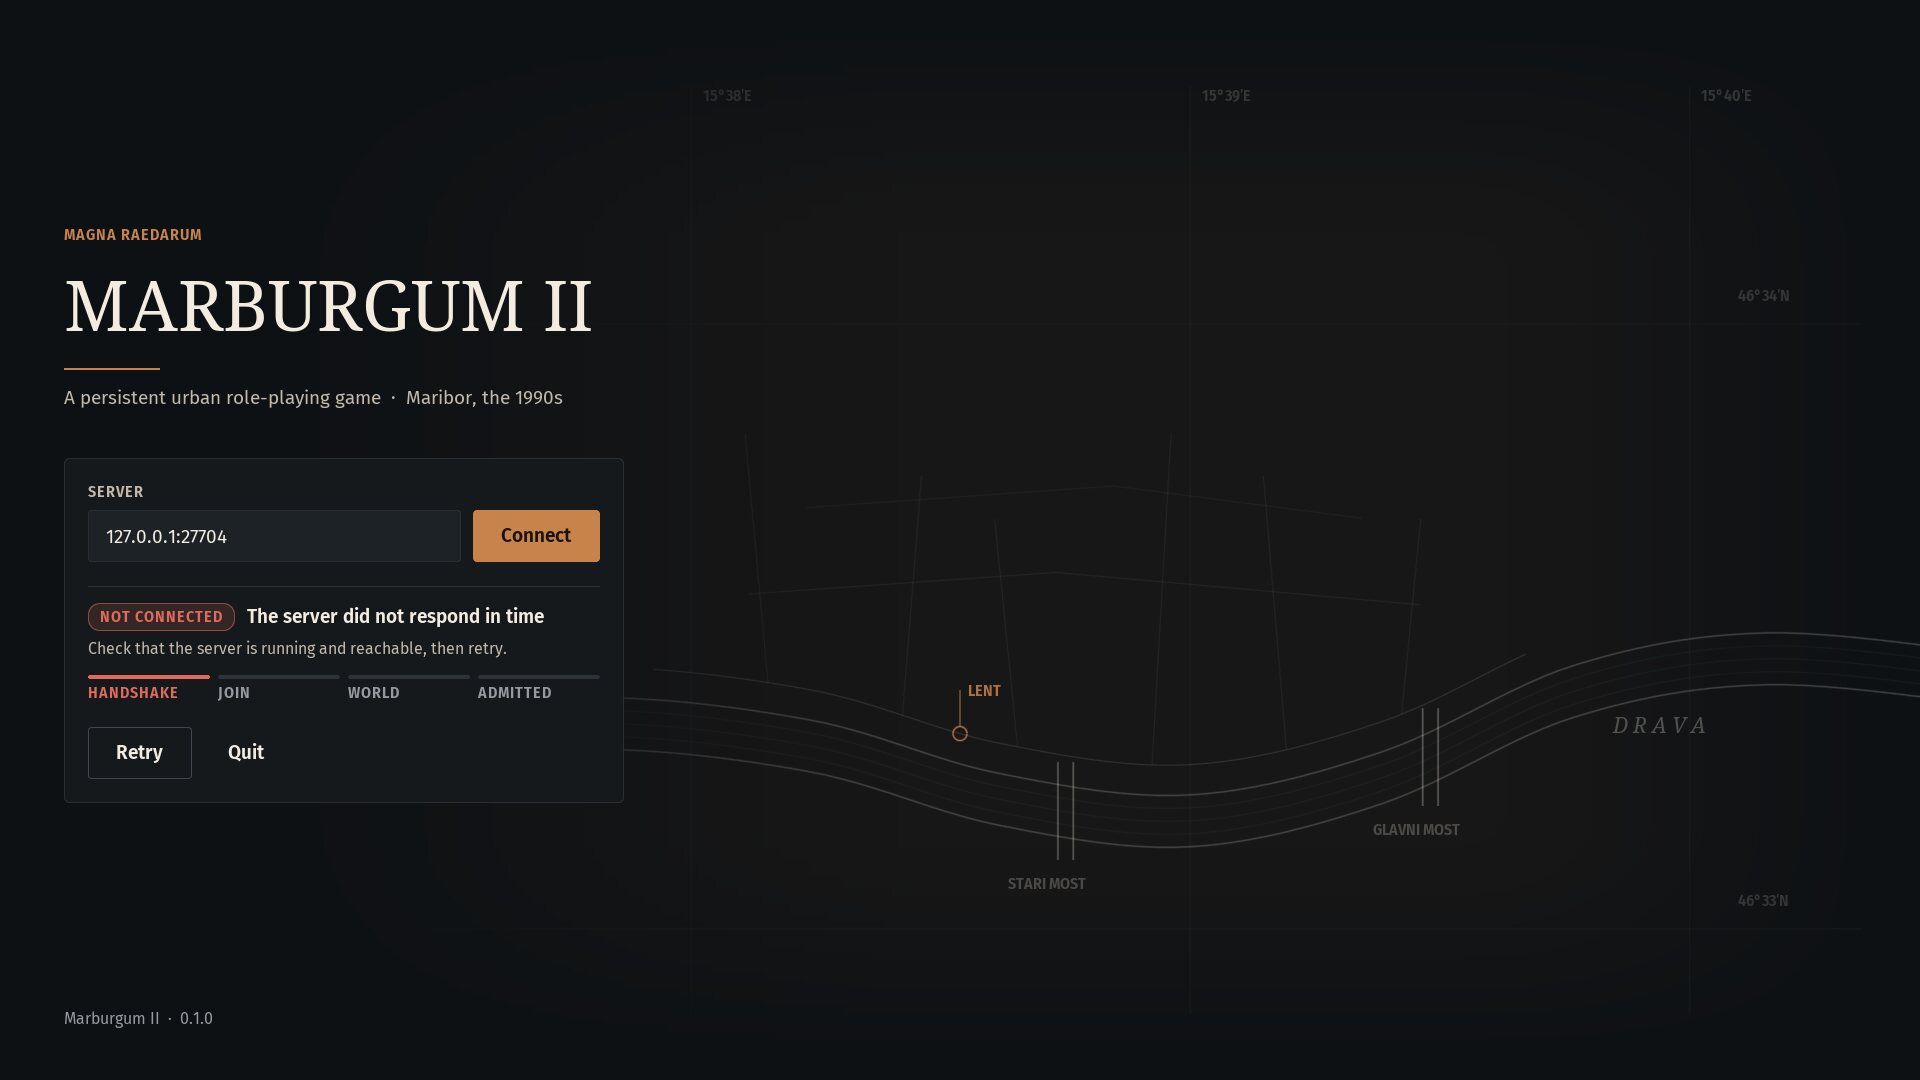 MAGNA RAEDARUM
MARBURGUM II
A persistent urban role-playing game · Maribor, the 1990s
SERVER
127.0.0.1:27704
Connect
NOT CONNECTED The server did not respond in time
Check that the server is running and reachable, then retry.
HANDSHAKE JOIN WORLD ADMITTED
Retry Quit
Marburgum II · 0.1.0
15°38'E 15°39'E 15°40'E
46°34'N
LENT
DRAVA
GLAVNI MOST
STARI MOST
46°33'N